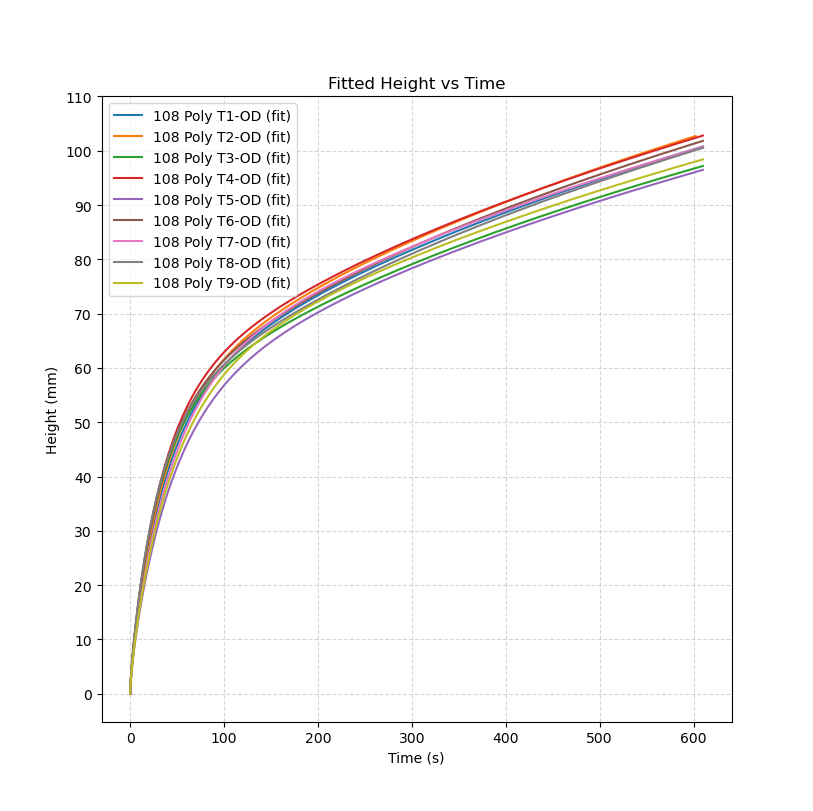 Fitted Height vs Time
110
100
90
80
70
60
50
40
30
20
10
0
Height (mm)
108 Poly T1-OD (fit)
108 Poly T2-OD (fit)
108 Poly T3-OD (fit)
108 Poly T4-OD (fit)
108 Poly T5-OD (fit)
108 Poly T6-OD (fit)
108 Poly T7-OD (fit)
108 Poly T8-OD (fit)
108 Poly T9-OD (fit)
0 100 200 300 400 500 600
Time (s)